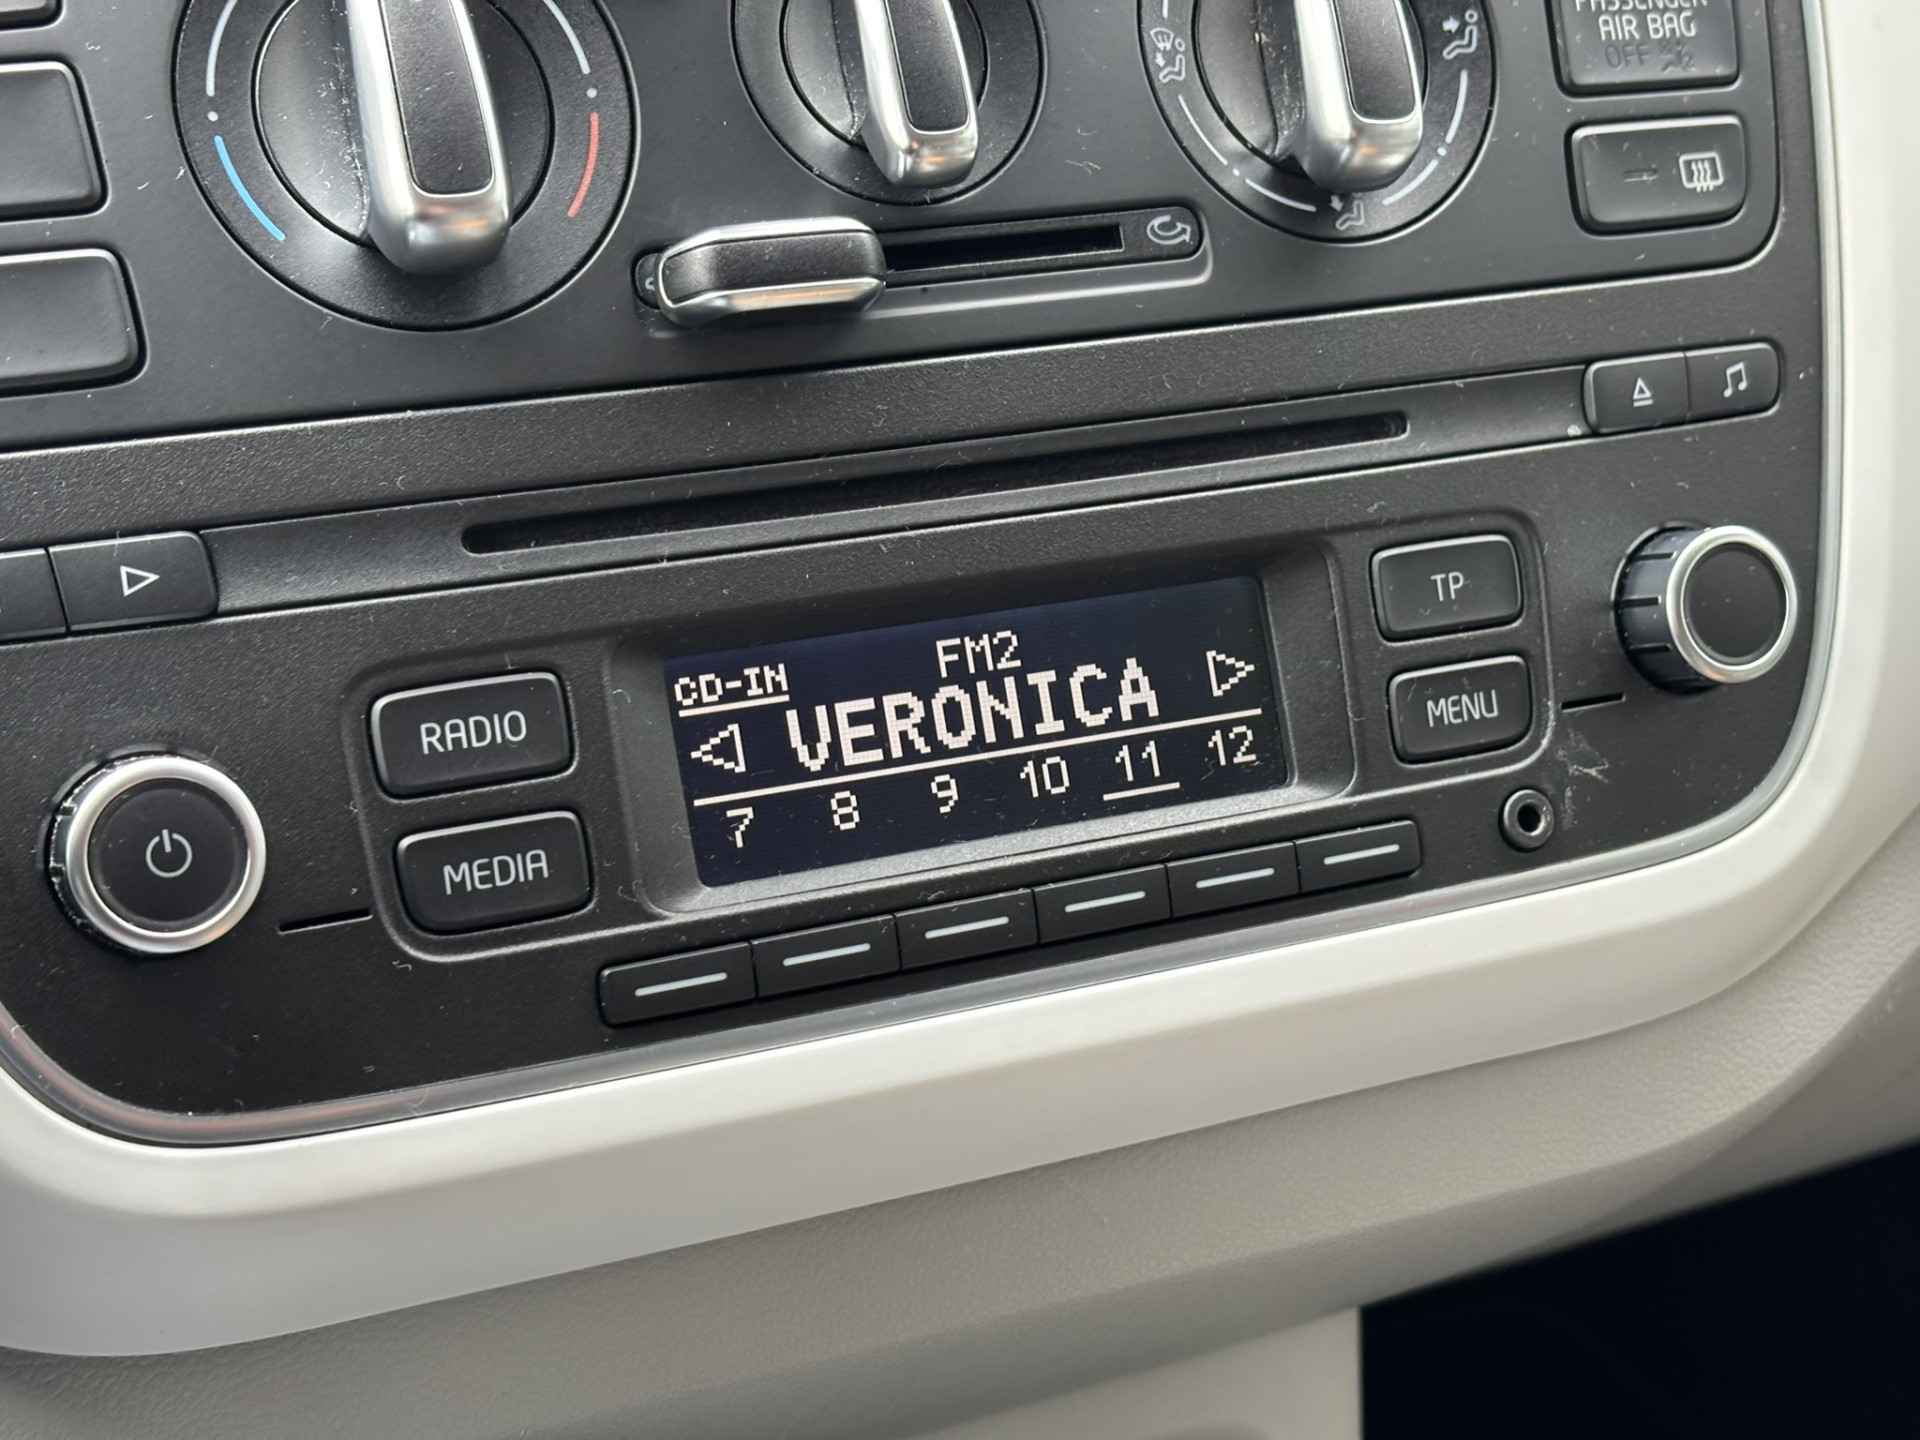 PASSENGER
AIR BAG
OFF
CD-IN
FM2
VERONICA
7 8 9 10 11 12
RADIO
MEDIA
TP
MENU